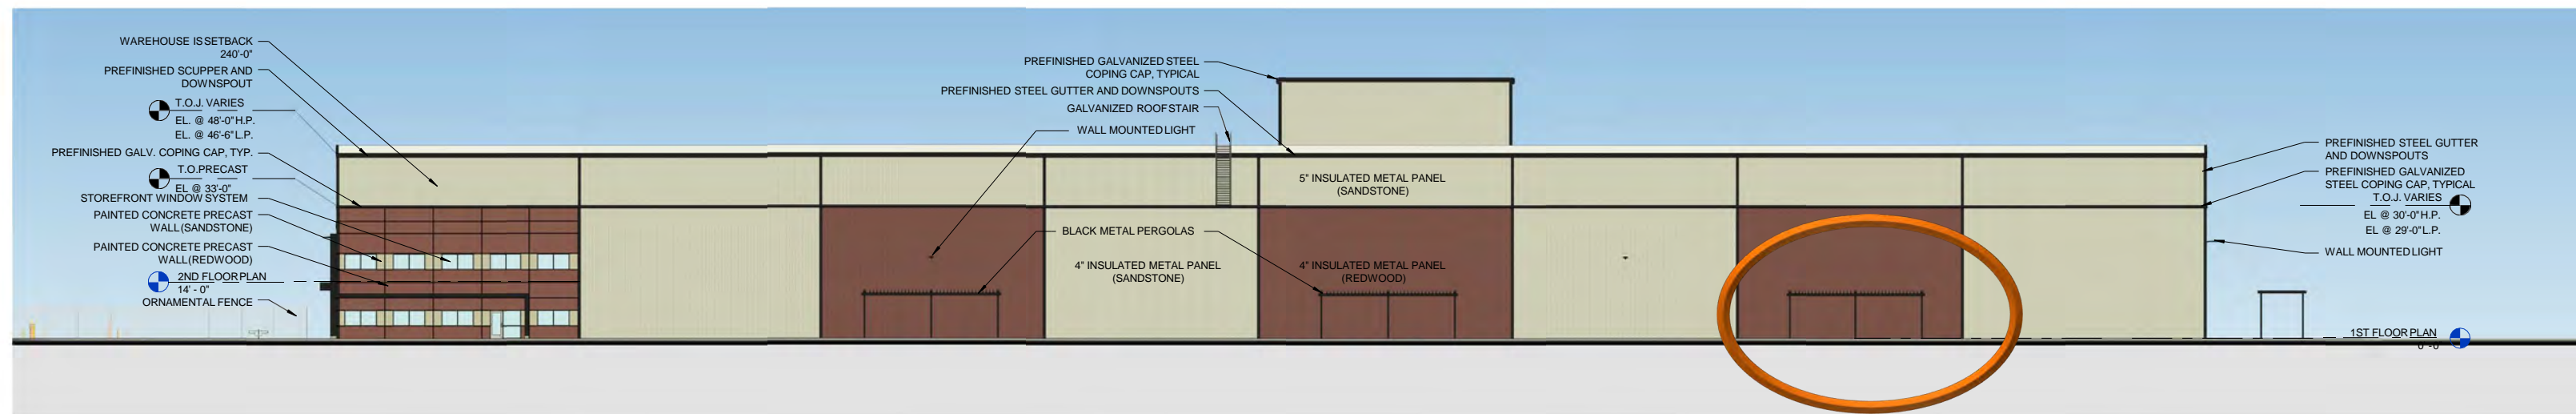 WAREHOUSE IS SETBACK
240'-0"
PREFINISHED SCUPPER AND
DOWNSPOUT
T.O.J. VARIES
EL. @ 48'-0" H.P.
EL. @ 46'-6" L.P.
PREFINISHED GALV. COPING CAP, TYP.
T.O.PRECAST
EL @ 33'-0"
STOREFRONT WINDOW SYSTEM
PAINTED CONCRETE PRECAST
WALL (SANDSTONE)
PAINTED CONCRETE PRECAST
WALL (REDWOOD)
2ND FLOOR PLAN
14' - 0"
ORNAMENTAL FENCE
PREFINISHED GALVANIZED STEEL
COPING CAP, TYPICAL
PREFINISHED STEEL GUTTER AND DOWNSPOUTS
GALVANIZED ROOF STAIR
WALL MOUNTED LIGHT
5" INSULATED METAL PANEL
(SANDSTONE)
BLACK METAL PERGOLAS
4" INSULATED METAL PANEL
(SANDSTONE)
4" INSULATED METAL PANEL
(REDWOOD)
PREFINISHED STEEL GUTTER
AND DOWNSPOUTS
PREFINISHED GALVANIZED
STEEL COPING CAP, TYPICAL
T.O.J. VARIES
EL @ 30'-0" H.P.
EL @ 29'-0" L.P.
WALL MOUNTED LIGHT
1ST FLOOR PLAN
0' - 0"